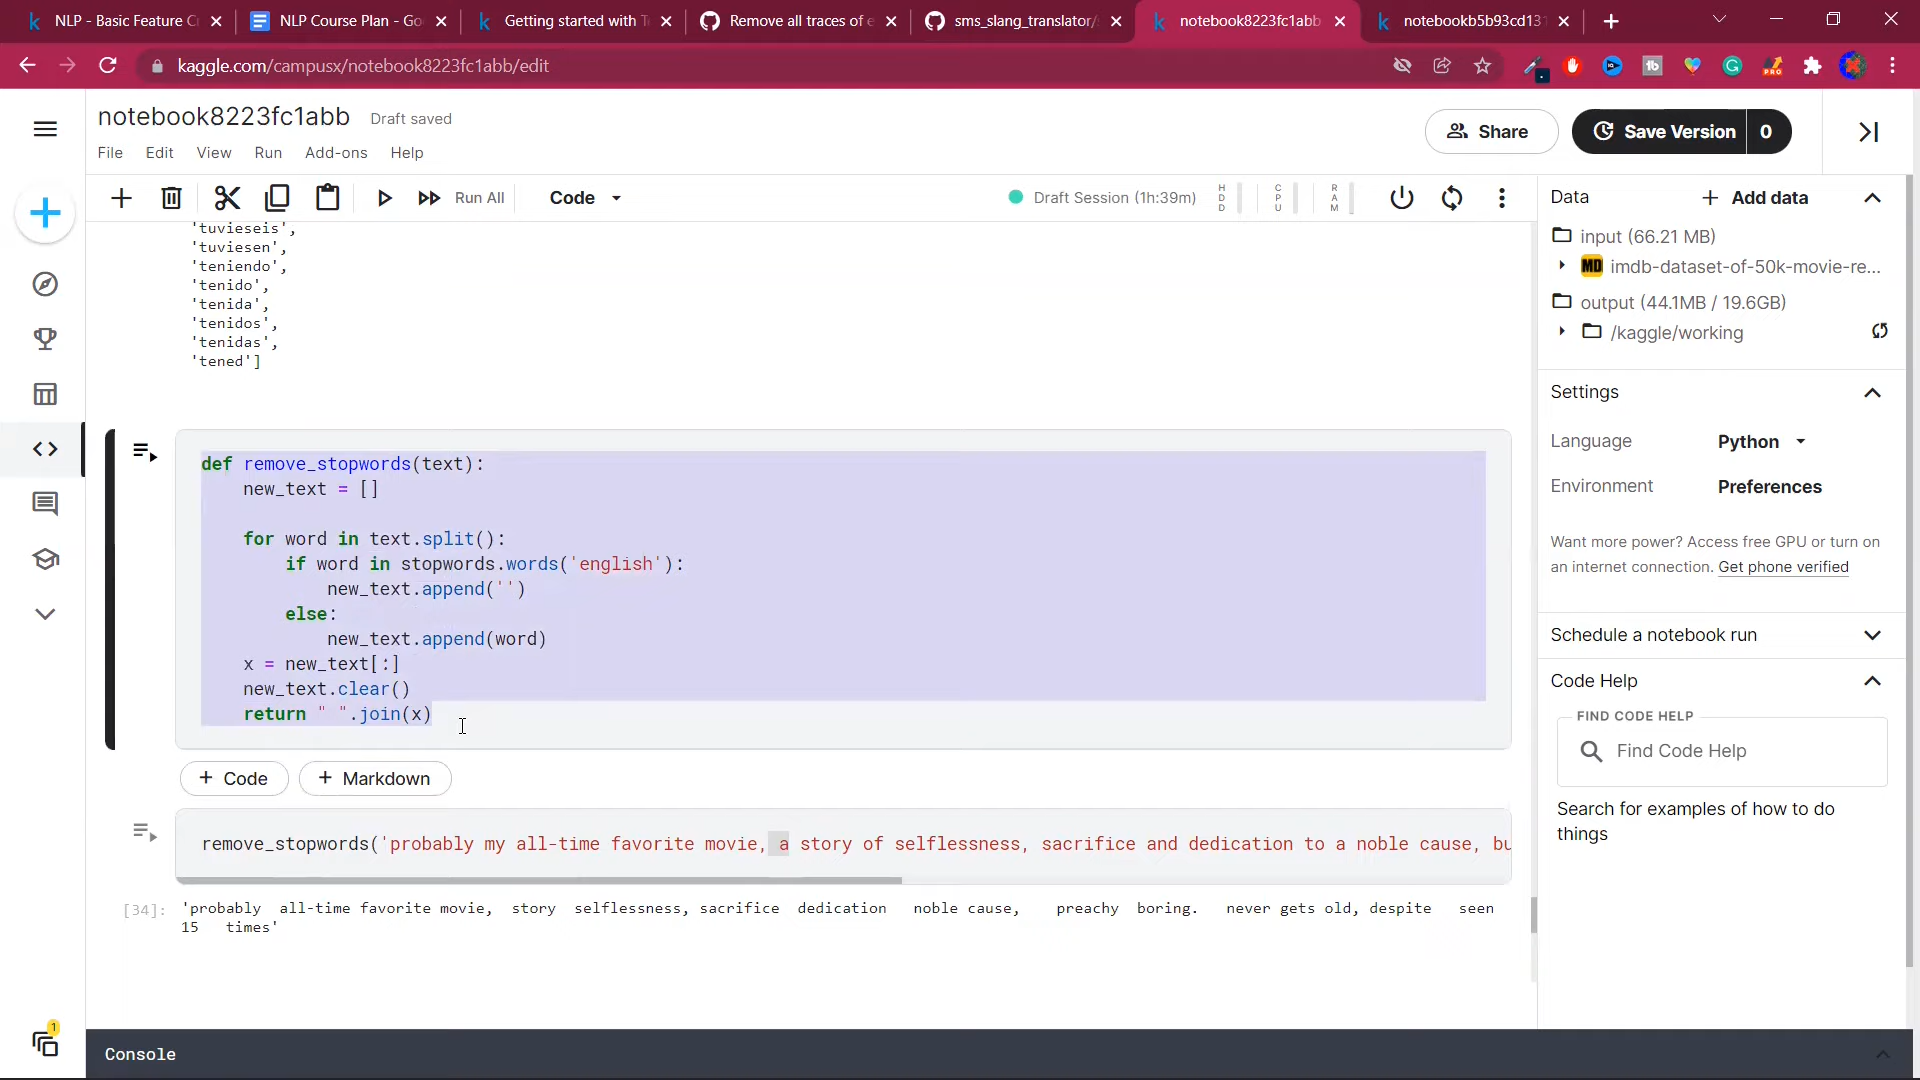 NLP - Basic Feature C
NLP Course Plan - Go
Getting started with T
Remove all traces of e
sms_slang_translator/
notebook8223fc1abb
notebookb5b93cd131
kaggle.com/campusx/notebook8223fc1abb/edit
notebook8223fc1abb Draft saved
Share
Save Version 0
File Edit View Run Add-ons Help
Run All
Code
Draft Session (1h:39m)
HDD
CPU
RAM
'tuvieseis',
'tuviesen',
'teniendo',
'tenido',
'tenida',
'tenidos',
'tenidas',
'tened']
def remove_stopwords(text):
    new_text = []
    for word in text.split():
        if word in stopwords.words('english'):
            new_text.append('')
        else:
            new_text.append(word)
    x = new_text[:]
    new_text.clear()
    return " ".join(x)
+ Code
+ Markdown
remove_stopwords('probably my all-time favorite movie, a story of selflessness, sacrifice and dedication to a noble cause, bu
[34]: 'probably  all-time favorite movie,  story  selflessness, sacrifice  dedication   noble cause,    preachy  boring.   never gets old, despite   seen
15   times'
Data
+ Add data
input (66.21 MB)
MD imdb-dataset-of-50k-movie-re...
output (44.1MB / 19.6GB)
/kaggle/working
Settings
Language Python
Environment Preferences
Want more power? Access free GPU or turn on
an internet connection. Get phone verified
Schedule a notebook run
Code Help
FIND CODE HELP
Find Code Help
Search for examples of how to do
things
1
Console